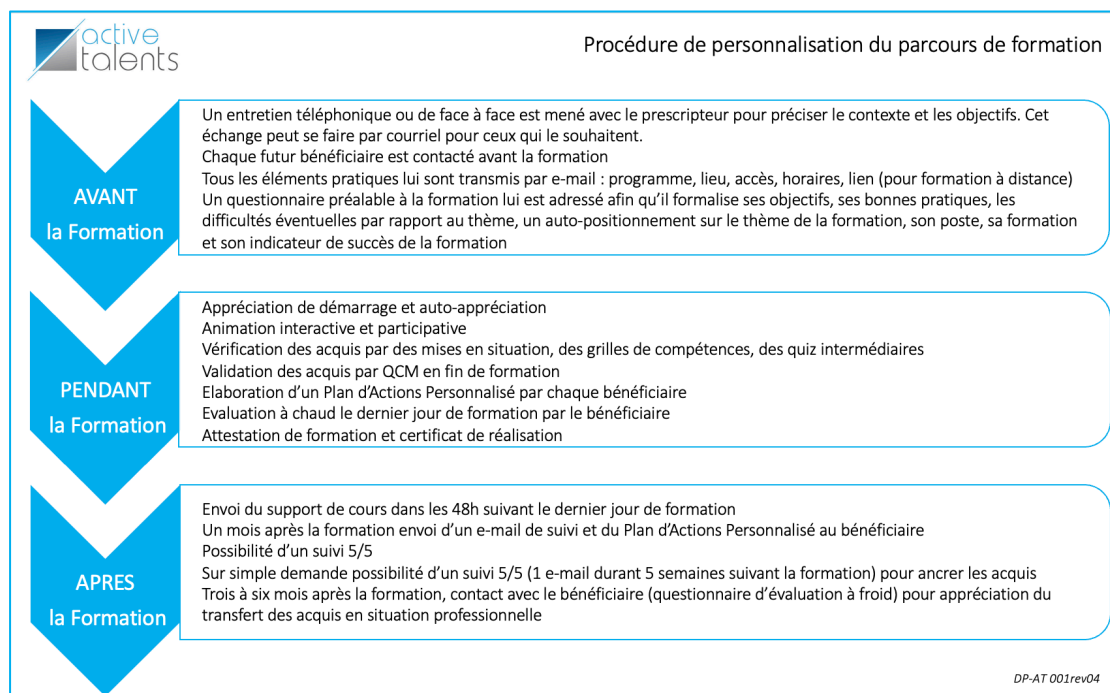 active
talents
Procédure de personnalisation du parcours de formation
AVANT
la Formation
Un entretien téléphonique ou de face à face est mené avec le prescripteur pour préciser le contexte et les objectifs. Cet
échange peut se faire par courriel pour ceux qui le souhaitent.
Chaque futur bénéficiaire est contacté avant la formation
Tous les éléments pratiques lui sont transmis par e-mail : programme, lieu, accès, horaires, lien (pour formation à distance)
Un questionnaire préalable à la formation lui est adressé afin qu'il formalise ses objectifs, ses bonnes pratiques, les
difficultés éventuelles par rapport au thème, un auto-positionnement sur le thème de la formation, son poste, sa formation
et son indicateur de succès de la formation
PENDANT
la Formation
Appréciation de démarrage et auto-appréciation
Animation interactive et participative
Vérification des acquis par des mises en situation, des grilles de compétences, des quiz intermédiaires
Validation des acquis par QCM en fin de formation
Elaboration d'un Plan d'Actions Personnalisé par chaque bénéficiaire
Evaluation à chaud le dernier jour de formation par le bénéficiaire
Attestation de formation et certificat de réalisation
APRES
la Formation
Envoi du support de cours dans les 48h suivant le dernier jour de formation
Un mois après la formation envoi d'un e-mail de suivi et du Plan d'Actions Personnalisé au bénéficiaire
Possibilité d'un suivi 5/5
Sur simple demande possibilité d'un suivi 5/5 (1 e-mail durant 5 semaines suivant la formation) pour ancrer les acquis
Trois à six mois après la formation, contact avec le bénéficiaire (questionnaire d'évaluation à froid) pour appréciation du
transfert des acquis en situation professionnelle
DP-AT 001rev04